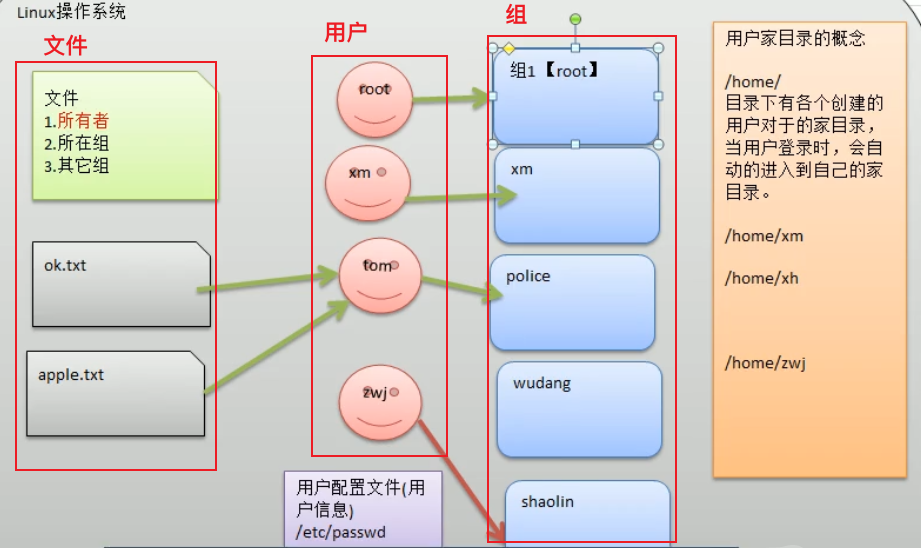 Linux操作系统
文件
用户
组
文件
1.所有者
2.所在组
3.其它组
ok.txt
apple.txt
root
xm
tom
zwj
用户配置文件(用
户信息)
/etc/passwd
组1【root】
xm
police
wudang
shaolin
用户家目录的概念
/home/
目录下有各个创建的
用户对于的家目录，
当用户登录时，会自
动的进入到自己的家
目录。
/home/xm
/home/xh
/home/zwj